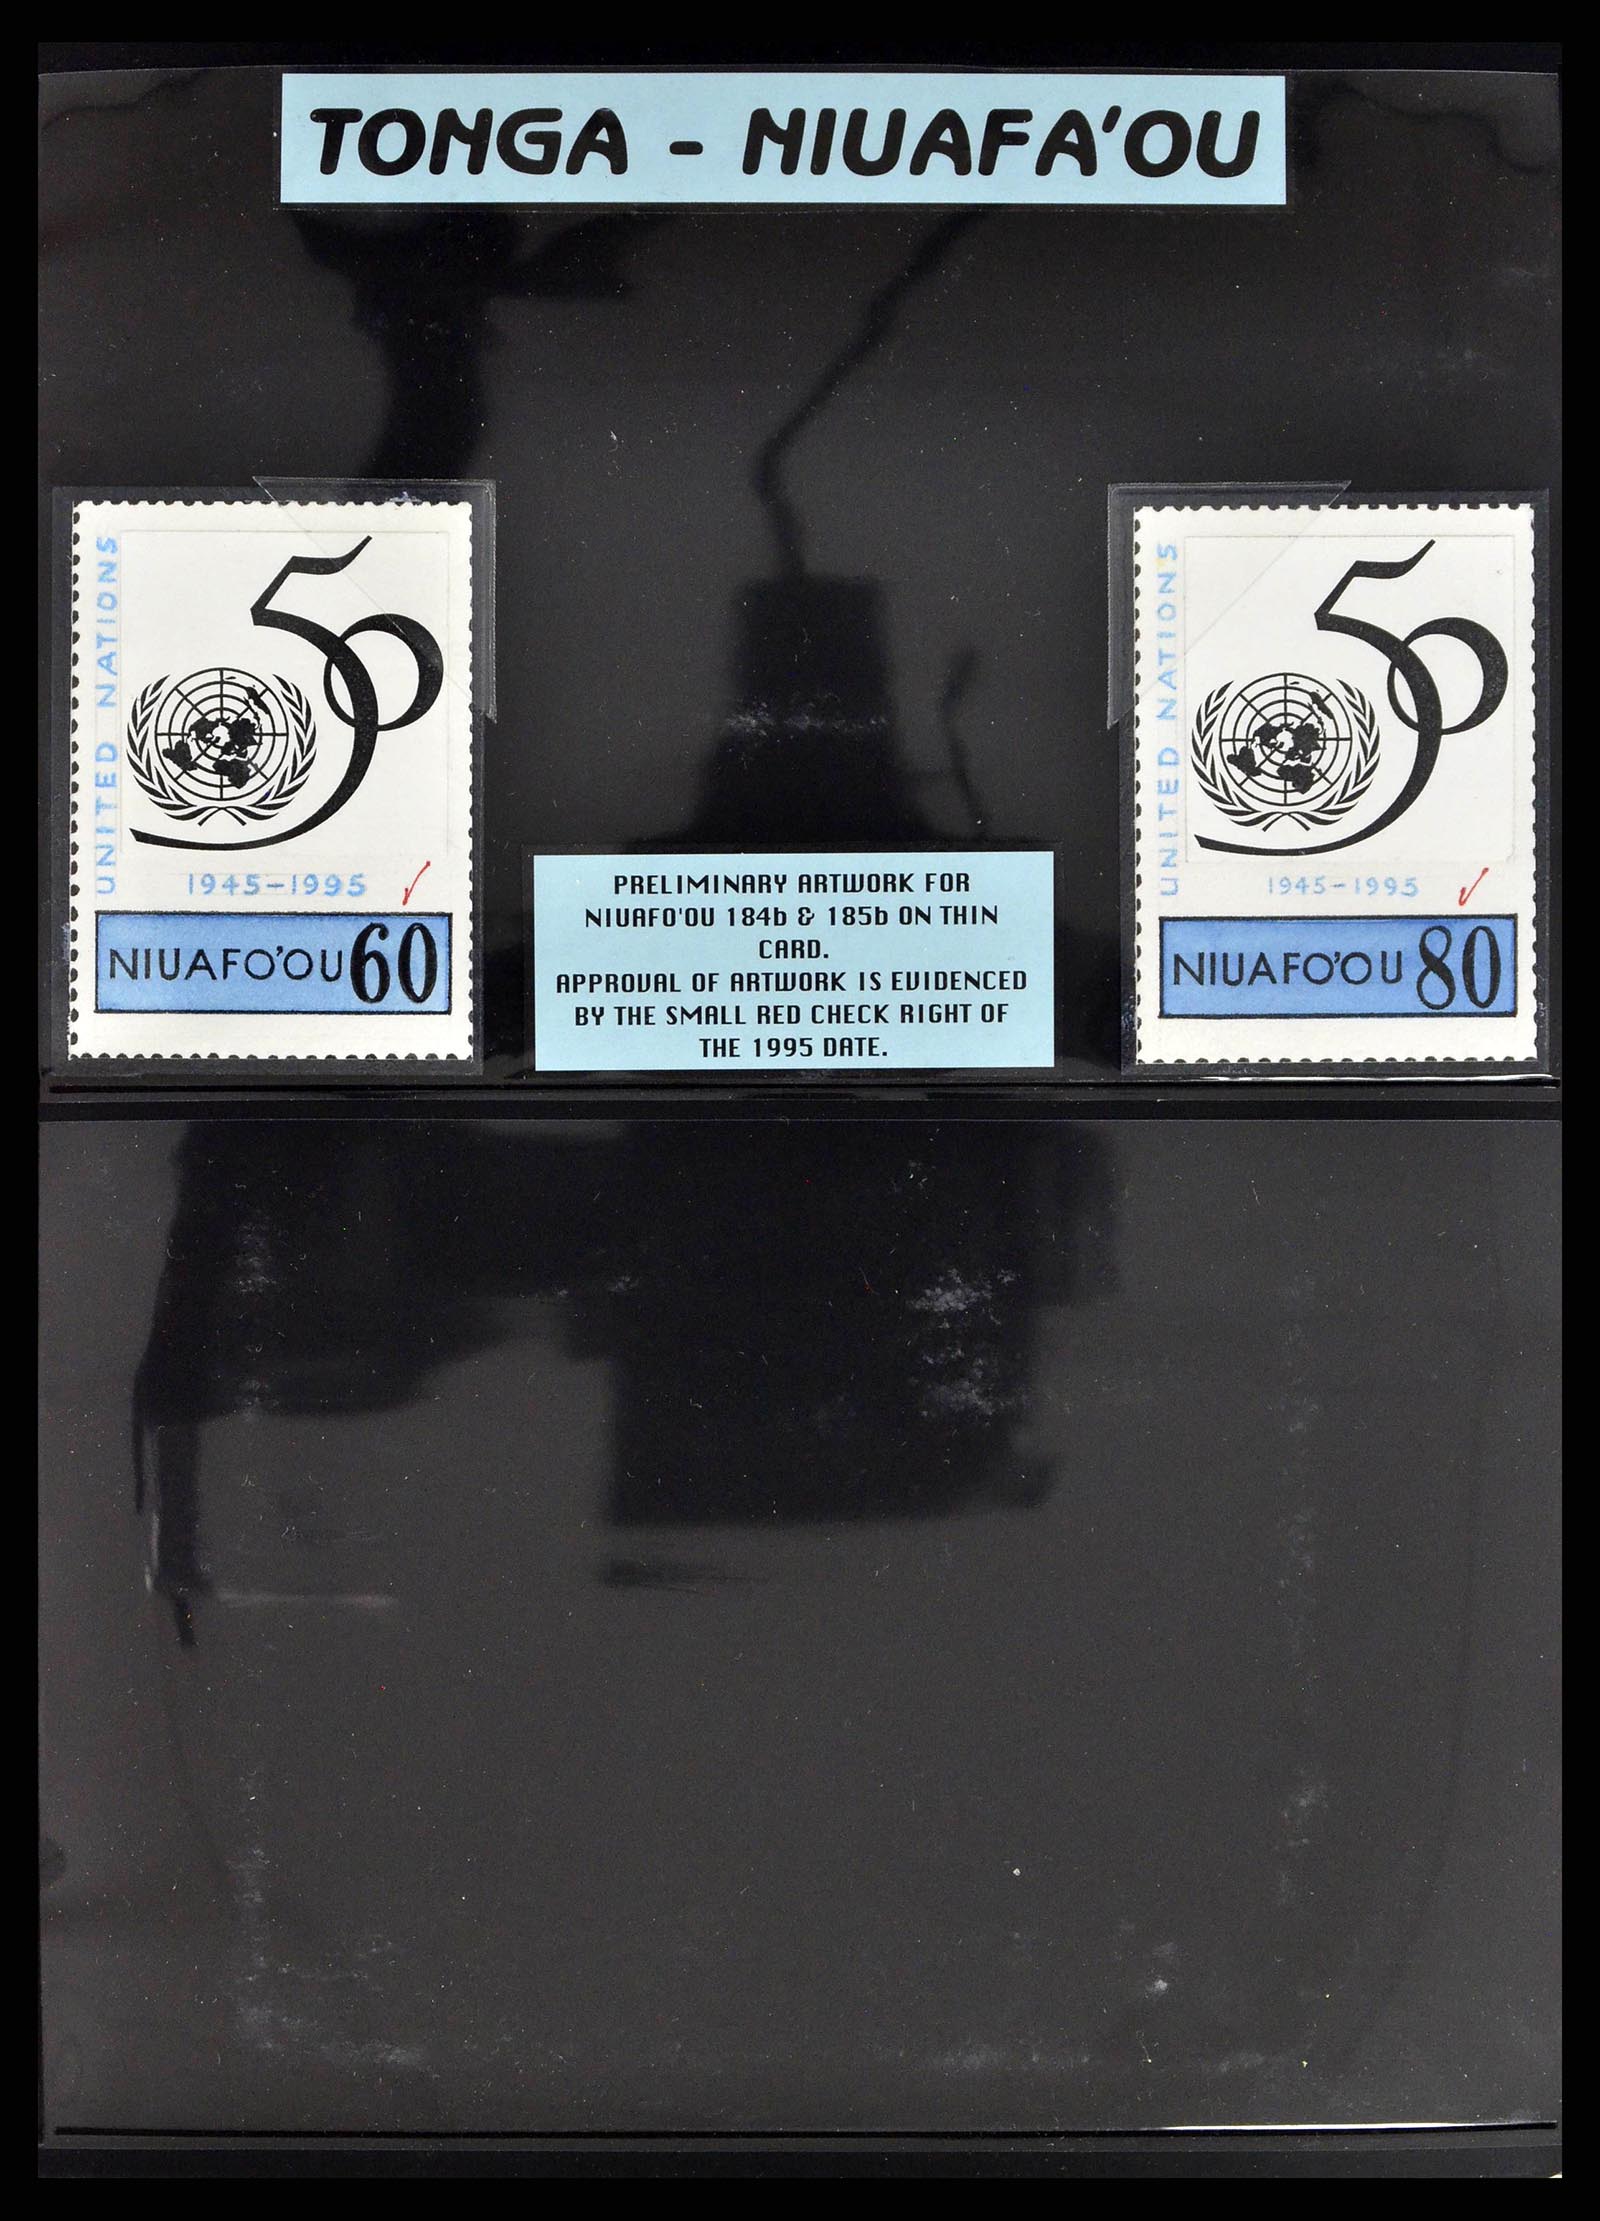 TONGA - NIUAFA'OU
UNITED NATIONS
50
1945-1995
NIUAFO'OU 60
PRELIMINARY ARTWORK FOR
NIUAFO'OU 184b & 185b ON THIN
CARD.
APPROVAL OF ARTWORK IS EVIDENCED
BY THE SMALL RED CHECK RIGHT OF
THE 1995 DATE.
UNITED NATIONS
50
1945-1995
NIUAFO'OU 80